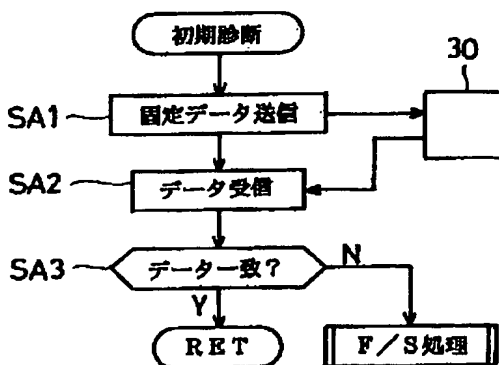 初期診断
30
SA1
固定データ送信
SA2
データ受信
SA3
データ一致？
N
Y
RET
F／S処理